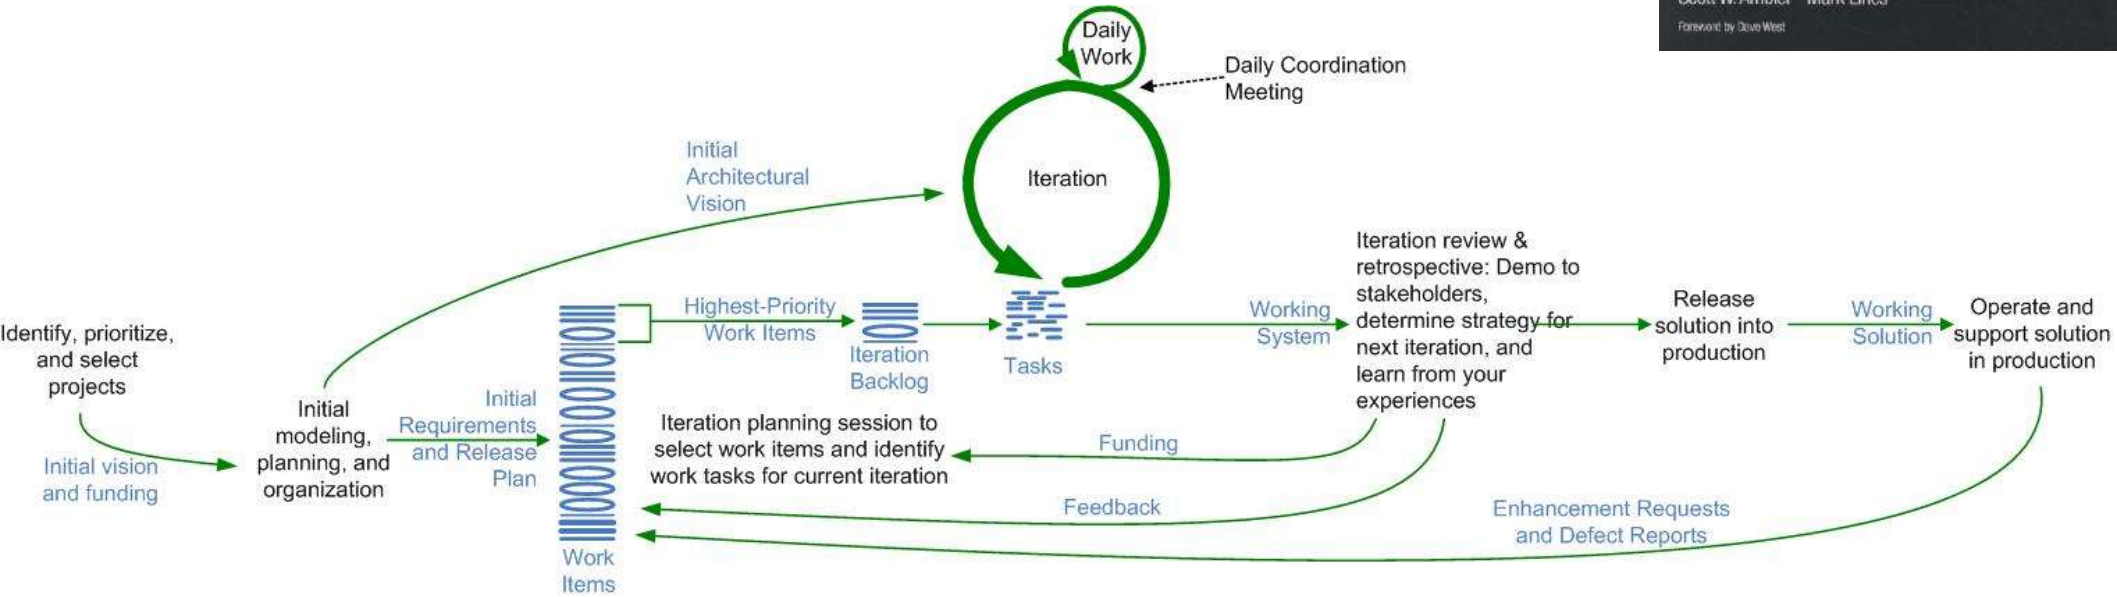 Scott W. Ambler Mark Lines
Foreword by Dave West
Daily
Work
Daily Coordination
Meeting
Initial
Architectural
Vision
Iteration
Identify, prioritize,
and select
projects
Initial vision
and funding
Initial
modeling,
planning, and
organization
Initial
Requirements
and Release
Plan
Work
Items
Highest-Priority
Work Items
Iteration
Backlog
Tasks
Iteration planning session to
select work items and identify
work tasks for current iteration
Working
System
Iteration review &
retrospective: Demo to
stakeholders,
determine strategy for
next iteration, and
learn from your
experiences
Funding
Feedback
Release
solution into
production
Working
Solution
Operate and
support solution
in production
Enhancement Requests
and Defect Reports